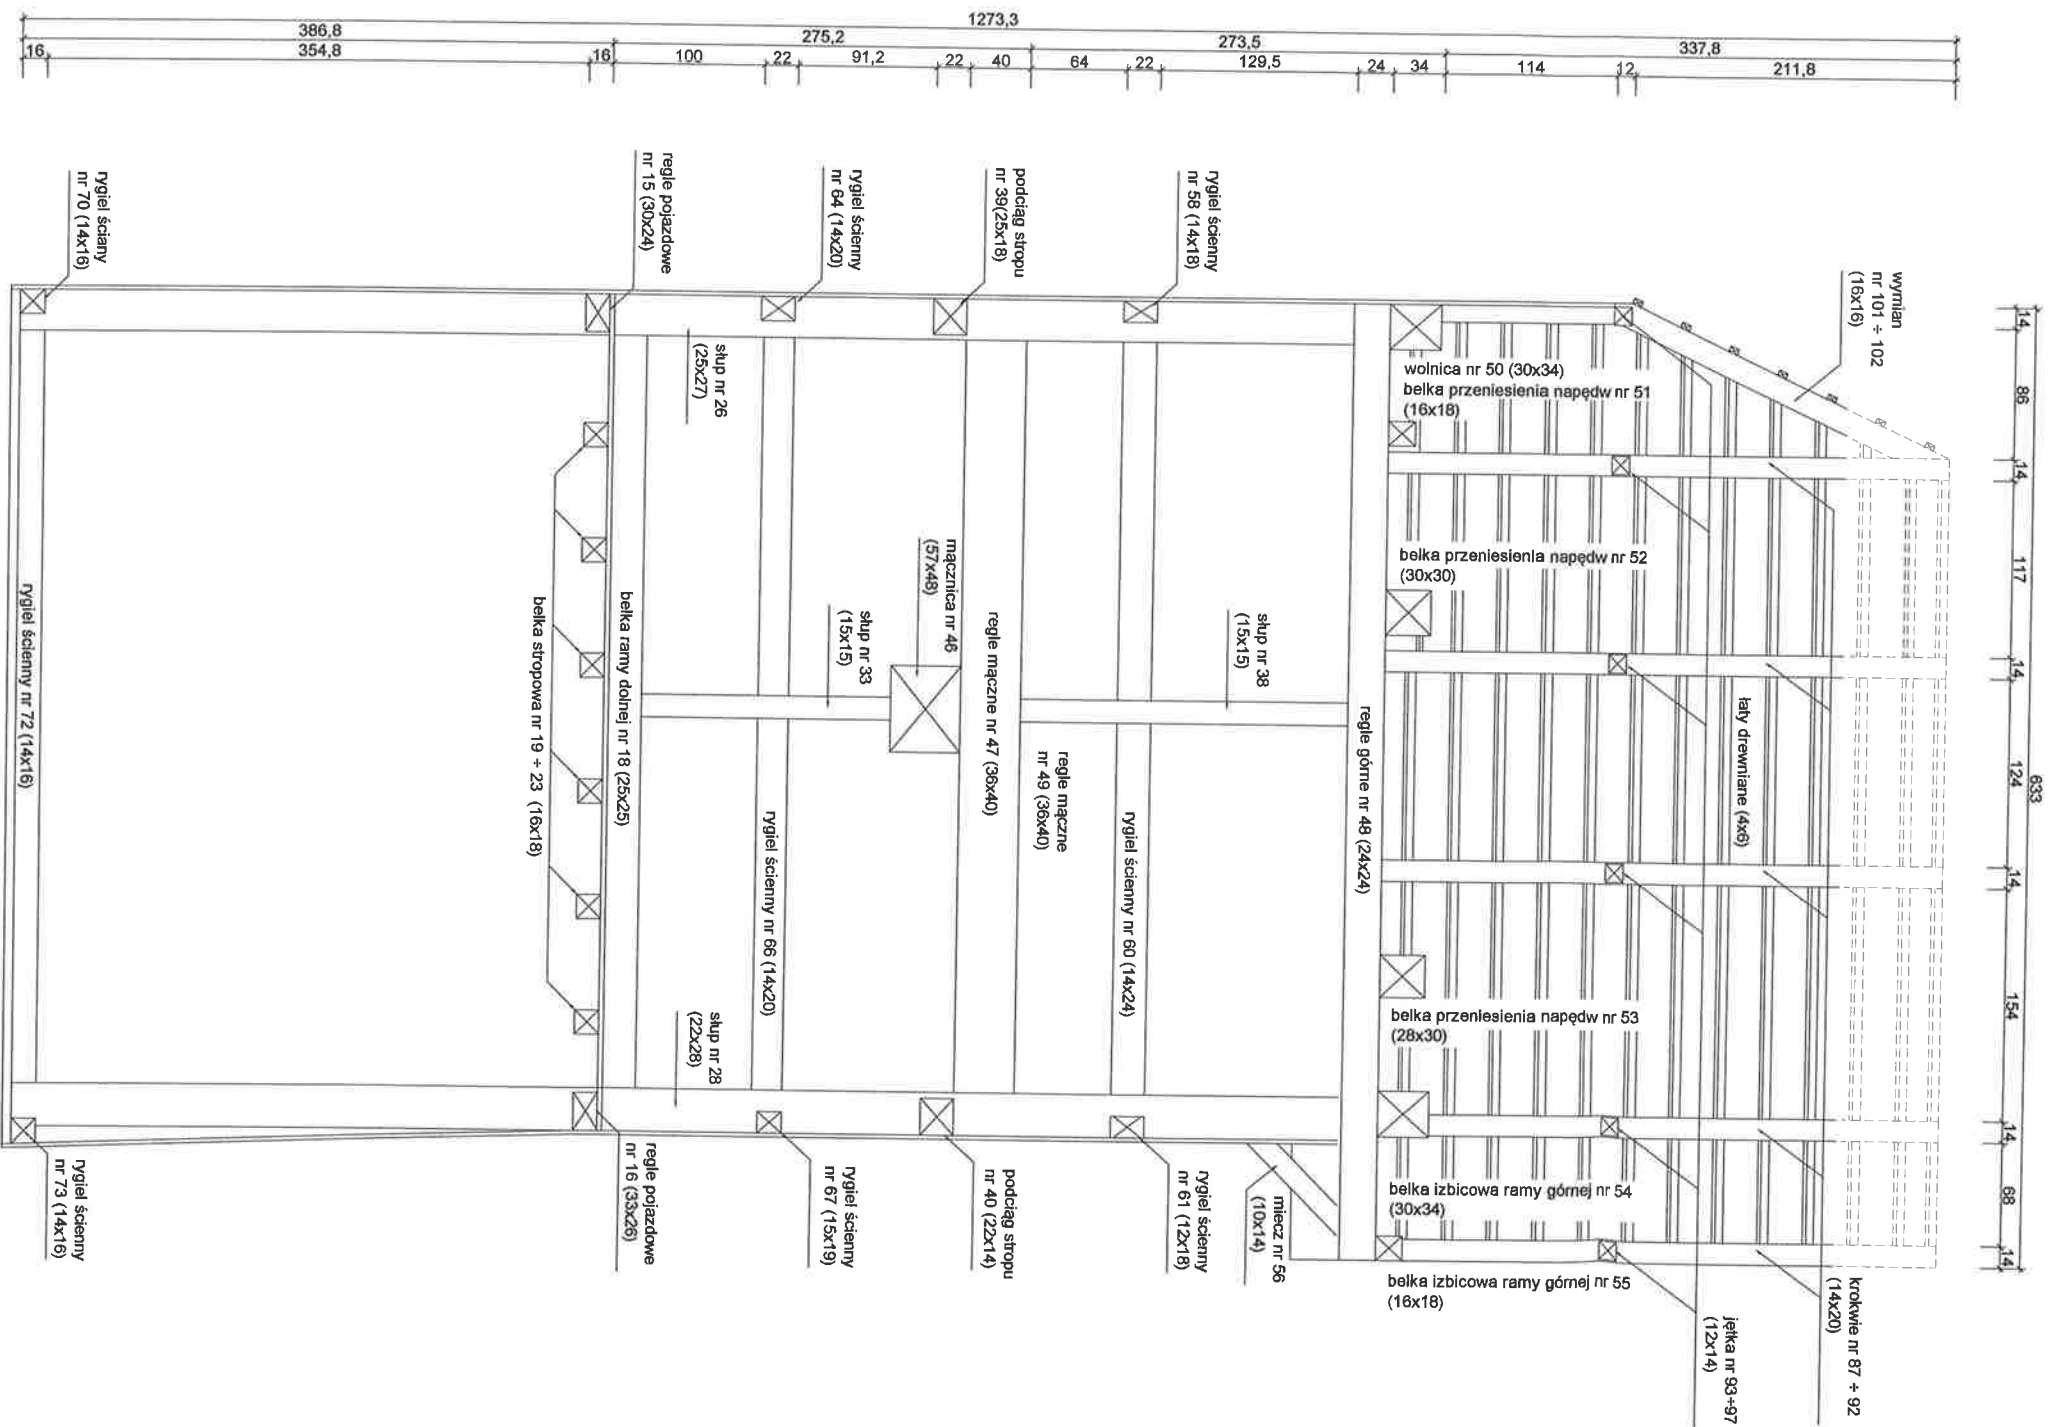 1273,3
386,8
275,2
273,5
337,8
16
354,8
16
100
22
91,2
22
40
64
22
129,5
24
34
114
12
211,8
rygiel ściany
nr 70 (14x16)
regle pojazdowe
nr 15 (30x24)
rygiel ścienny
nr 64 (14x20)
podciąg stropu
nr 39(25x18)
rygiel ścienny
nr 58 (14x18)
wymian
nr 101 ÷ 102
(16x16)
633
14
86
14
117
14
124
14
154
14
68
14
słup nr 26
(25x27)
wolnica nr 50 (30x34)
belka przeniesienia napędw nr 51
(16x18)
belka przeniesienia napędw nr 52
(30x30)
mącznica nr 46
(57x48)
słup nr 33
(15x15)
słup nr 38
(15x15)
rygiel ścienny nr 72 (14x16)
belka stropowa nr 19 ÷ 23 (16x18)
belka ramy dolnej nr 18 (25x25)
regle mączne nr 47 (36x40)
regle mączne
nr 49 (36x40)
regle górne nr 48 (24x24)
łaty drewniane (4x6)
rygiel ścienny nr 66 (14x20)
rygiel ścienny nr 60 (14x24)
słup nr 28
(22x28)
belka przeniesienia napędw nr 53
(28x30)
belka izbicowa ramy górnej nr 54
(30x34)
belka izbicowa ramy górnej nr 55
(16x18)
rygiel ścienny
nr 73 (14x16)
regle pojazdowe
nr 16 (33x26)
rygiel ścienny
nr 67 (15x19)
podciąg stropu
nr 40 (22x14)
rygiel ścienny
nr 61 (12x18)
miecz nr 56
(10x14)
krokwie nr 87 ÷ 92
(14x20)
jętka nr 93÷97
(12x14)